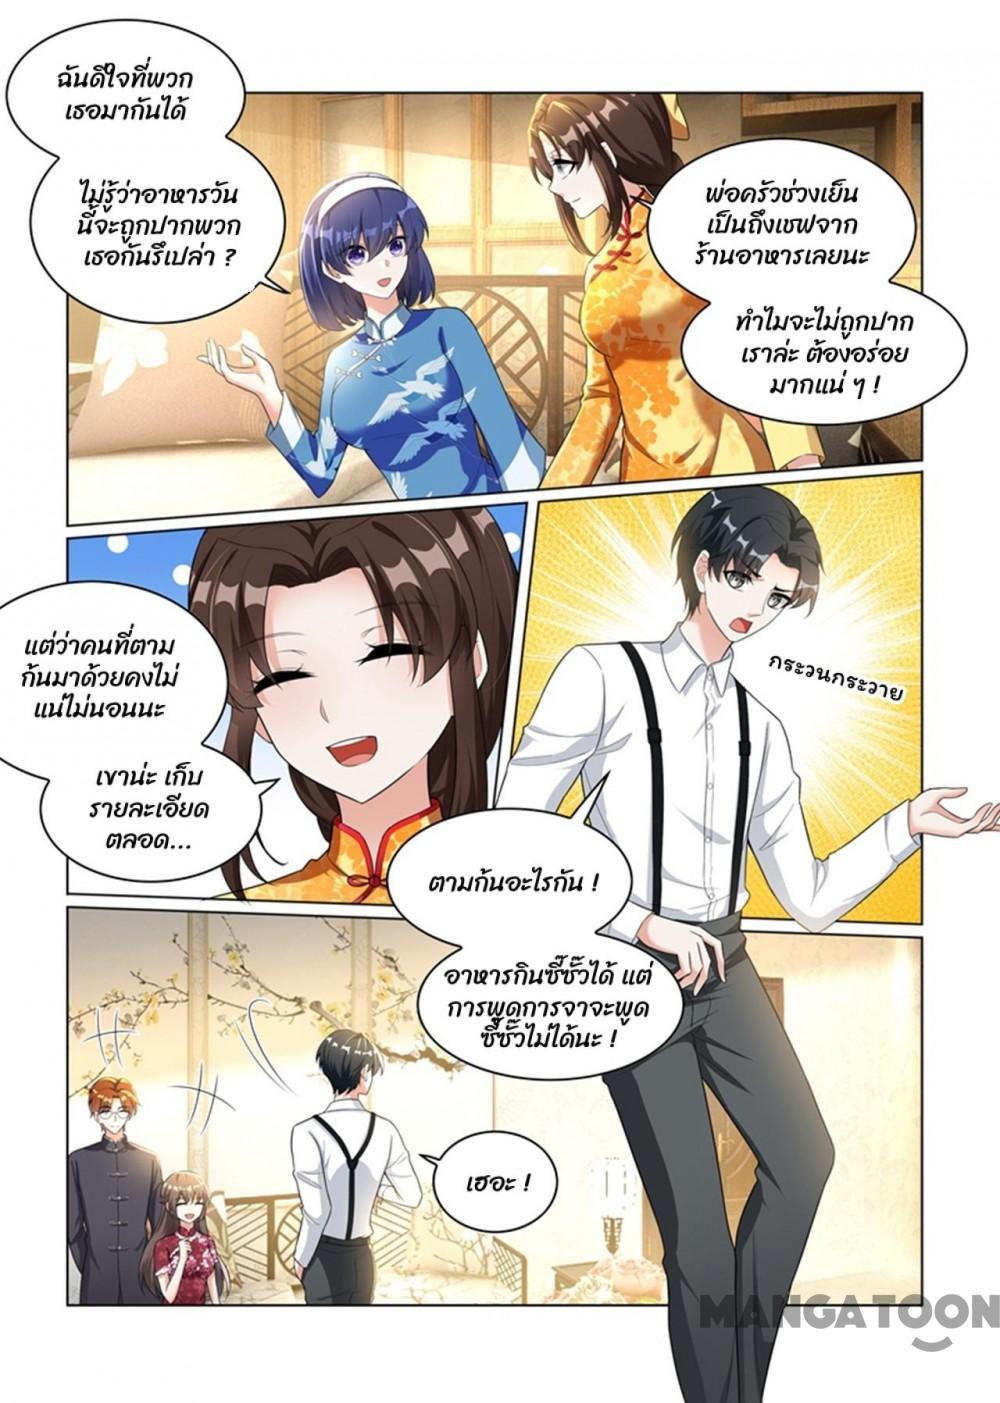 ฉันดีใจที่พวก
เธอมากันได้
ไม่รู้ว่าอาหารวัน
นี้จะถูกปากพวก
เธอกันรึเปล่า ?
พ่อครัวช่วงเย็น
เป็นถึงเชฟจาก
ร้านอาหารเลยนะ
ทำไมจะไม่ถูกปาก
เราล่ะ ต้องอร่อย
มากแน่ ๆ !
แต่ว่าคนที่ตาม
ก้นมาด้วยคงไม่
แน่ไม่นอนนะ
เขาน่ะ เก็บ
รายละเอียด
ตลอด...
กระวนกระวาย
ตามก้นอะไรกัน !
อาหารกินซี๊ซั๊วได้ แต่
การพูดการจาจะพูด
ซี๊ซั๊วไม่ได้นะ !
เฮอะ !
MANGATOON